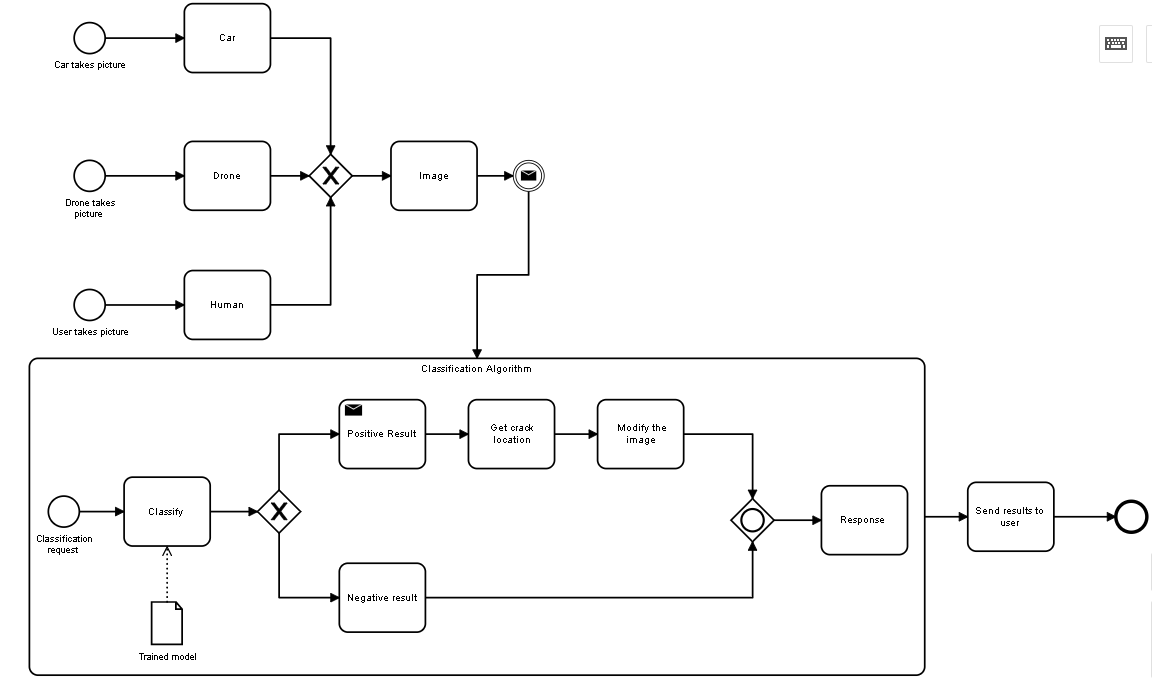 Car
Car takes picture
Drone
Image
Drone takes
picture
Human
User takes picture
Classification Algorithm
Positive Result
Get crack
location
Modify the
image
Classify
Classification
request
Response
Send results to
user
Negative result
Trained model